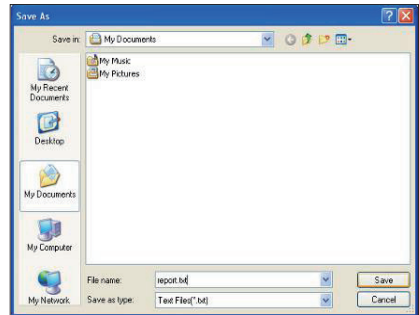 Save As
Save in: My Documents
My Music
My Pictures
My Recent
Documents
Desktop
My Documents
My Computer
My Network
File name: report.txt Save
Save as type: Text Files(*.txt) Cancel